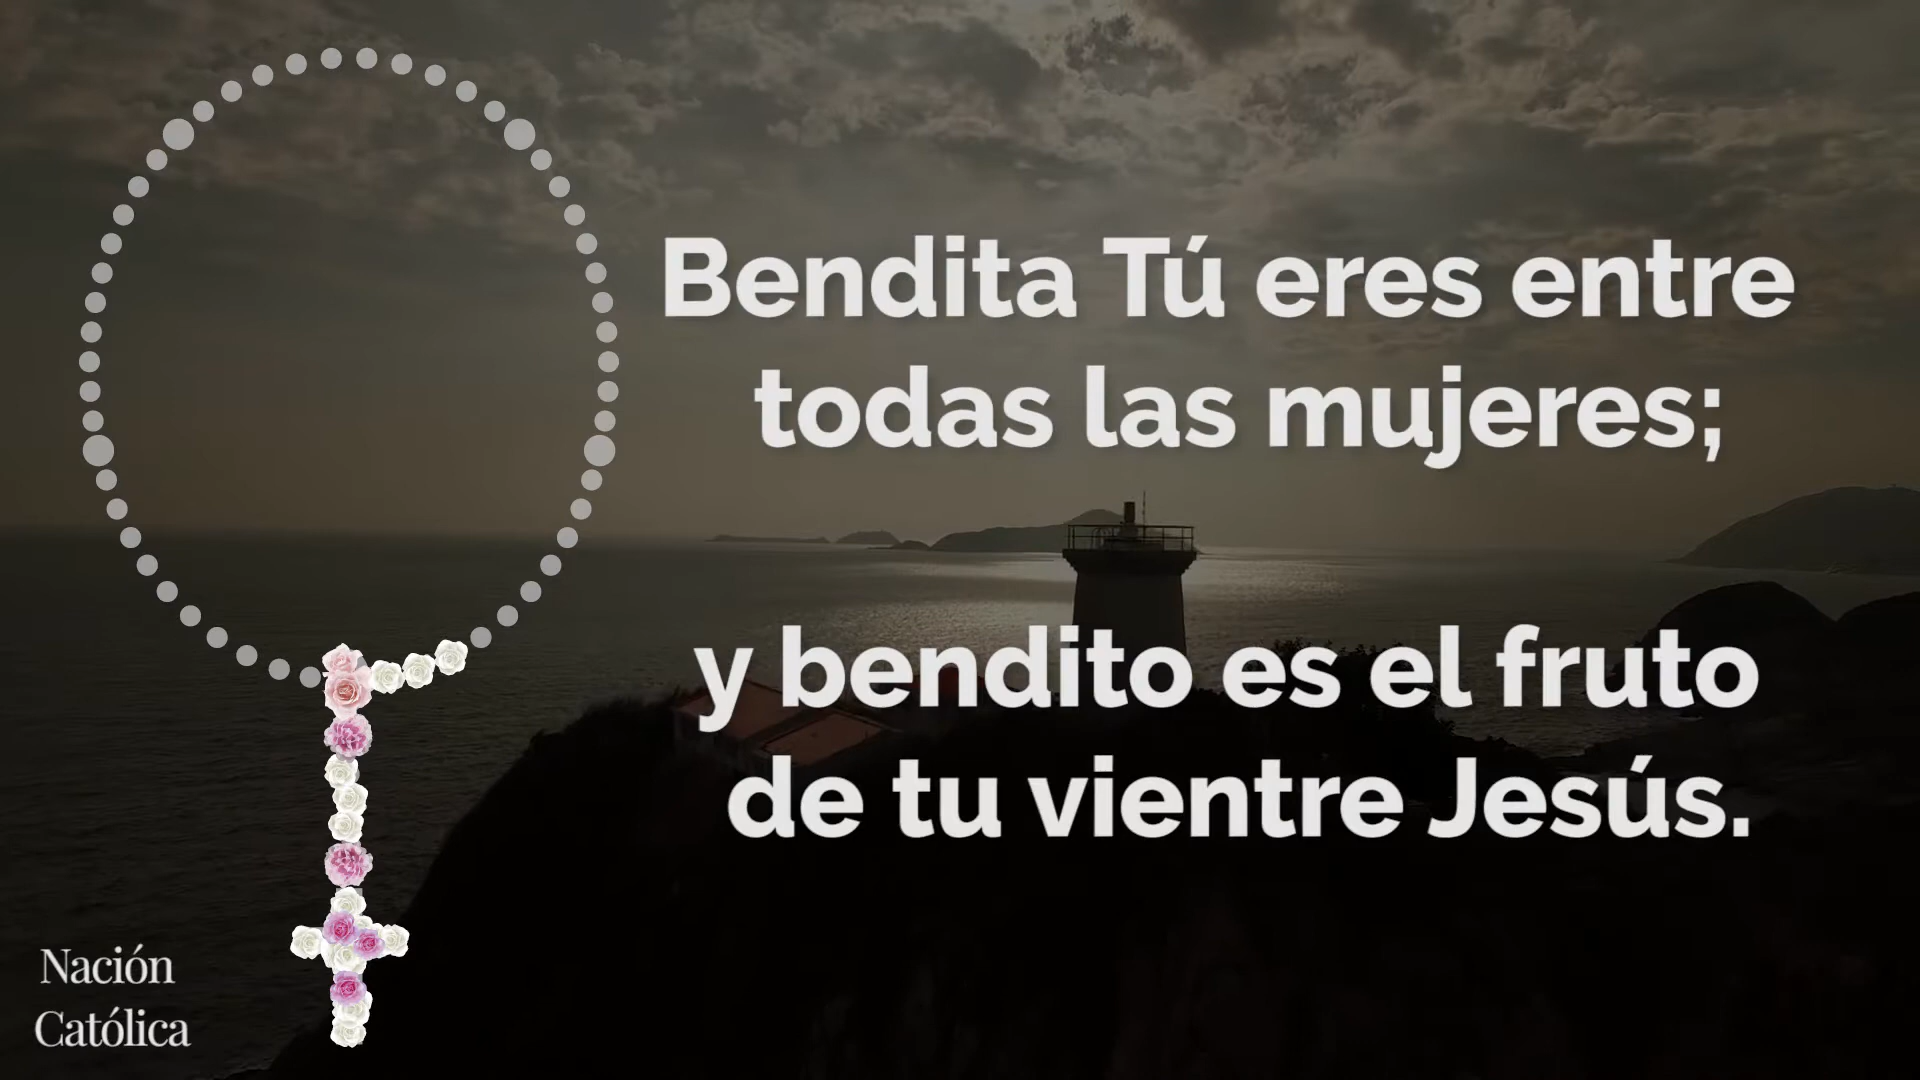 Bendita Tú eres entre
todas las mujeres;
y bendito es el fruto
de tu vientre Jesús.
Nación
Católica